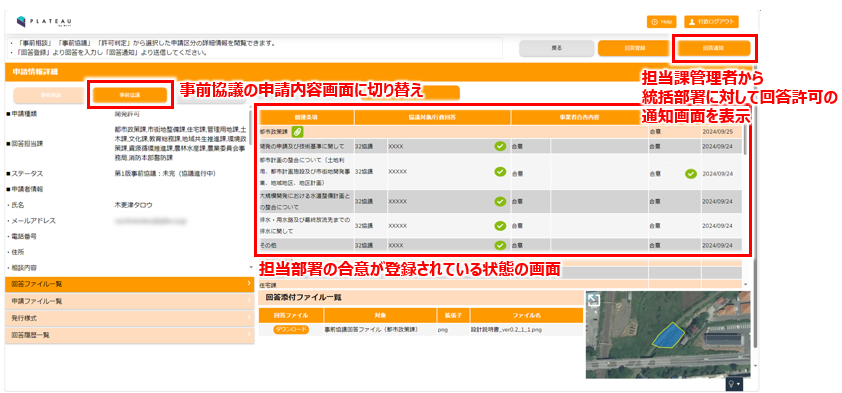 PLATEAU
by MLIT
Help
行政ログアウト
・「事前相談」「事前協議」「許可判定」から選択した申請区分の詳細情報を閲覧できます。
・「回答登録」より回答を入力し「回答通知」より送信してください。
戻る
回答登録
回答通知
申請情報詳細
事前相談
事前協議
事前協議の申請内容画面に切り替え
担当課管理者から
統括部署に対して回答許可の
通知画面を表示
■申請種類
開発許可
■回答担当課
都市政策課,市街地整備課,住宅課,管理用地課,土
木課,文化課,教育総務課,地域共生推進課,環境政
策課,資源循環推進課,農林水産課,農業委員会事
務局,消防本部警防課
■ステータス
第1版事前協議：未完（協議進行中）
■申請者情報
・氏名
木更津タロウ
・メールアドレス
・電話番号
・住所
・相談内容
関連条項
協議対象/行政回答
事業者合否内容
都市政策課
合意
2024/09/25
開発の申請及び技術基準に関して
32協議
XXXX
合意
合意
2024/09/24
都市計画の整合について（土地利
用、都市計画施設及び市街地開発事
業、地域地区、地区計画）
32協議
XXXXX
合意
合意
2024/09/24
大規模開発における水道整備計画と
の整合について
32協議
XXXX
合意
合意
2024/09/24
排水・用水路及び最終放流先までの
排水に関して
32協議
XXXX
合意
合意
2024/09/24
その他
32協議
XXXX
合意
合意
2024/09/24
担当部署の合意が登録されている状態の画面
住宅課
回答ファイル一覧
申請ファイル一覧
発行様式
回答履歴一覧
回答添付ファイル一覧
回答ファイル
対象
拡張子
ファイル名
ダウンロード
事前協議回答ファイル（都市政策課）
png
設計説明書_ver0.2_1_1.png